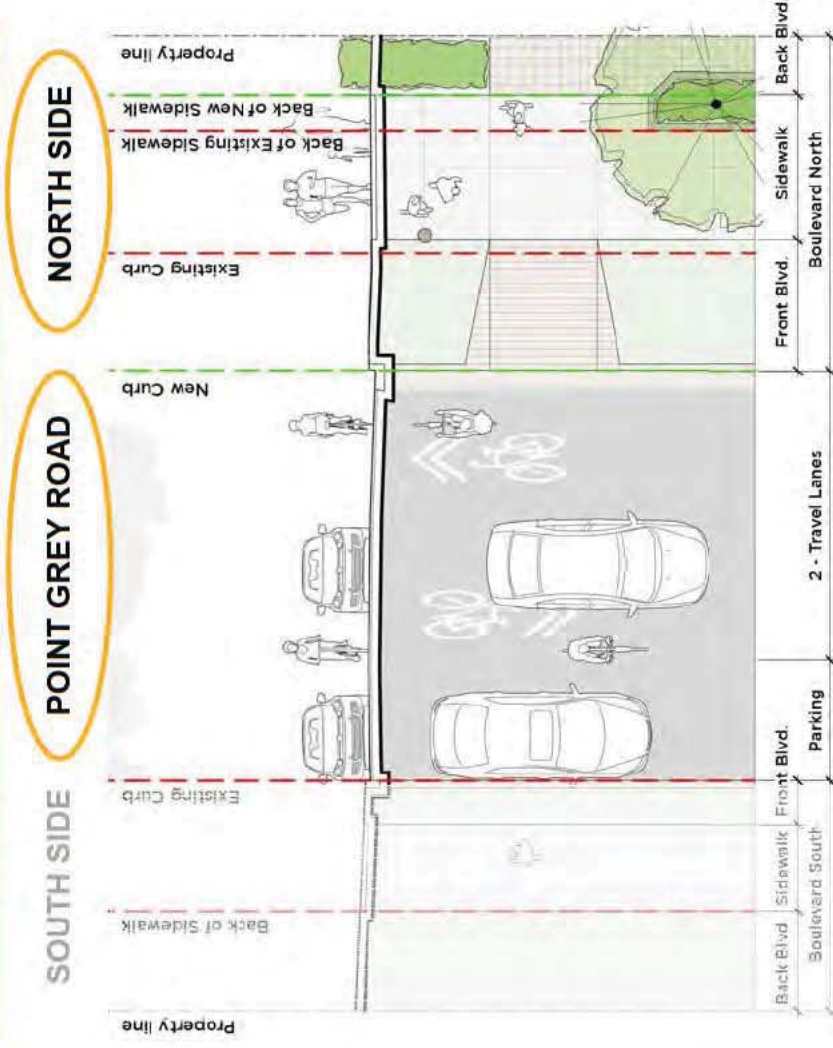 SOUTH SIDE
POINT GREY ROAD
NORTH SIDE
Property line
Back of Sidewalk
Existing Curb
New Curb
Existing Curb
Back of Existing Sidewalk
Back of New Sidewalk
Property line
Back Blvd
Sidewalk
Front Blvd.
Parking
2 - Travel Lanes
Front Blvd.
Sidewalk
Back Blvd
Boulevard South
Boulevard North